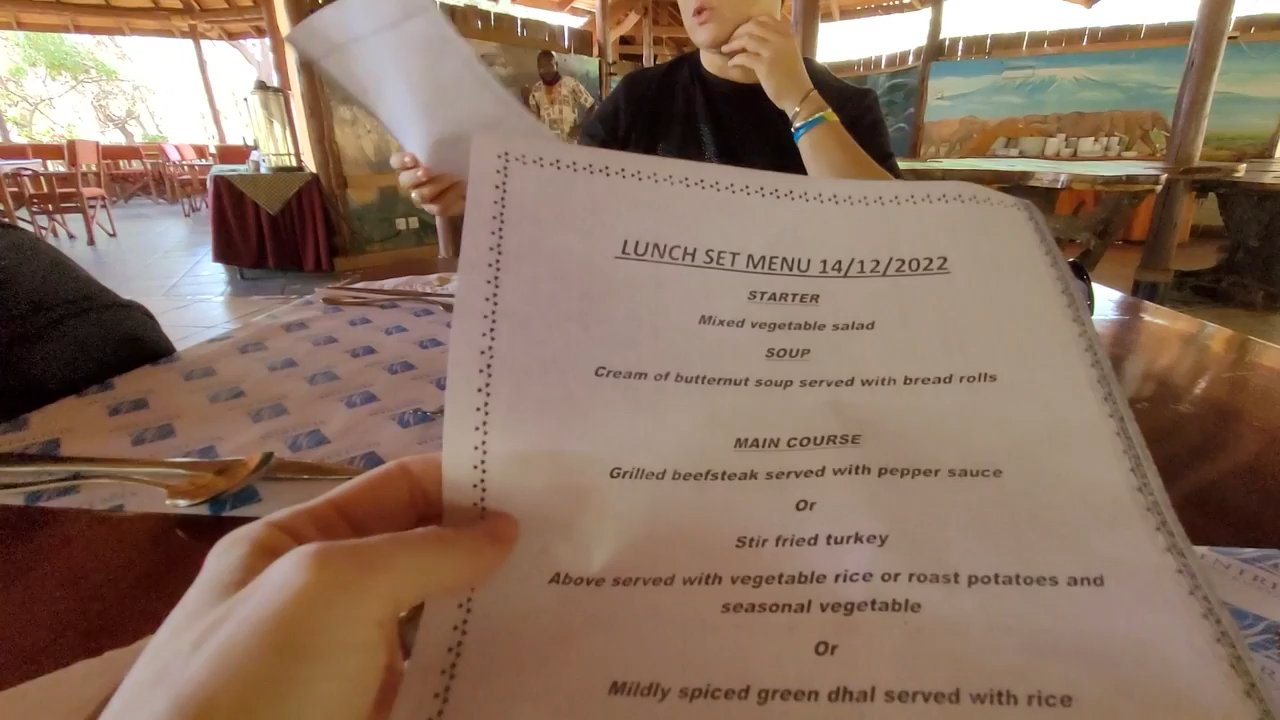 LUNCH SET MENU 14/12/2022
STARTER
Mixed vegetable salad
SOUP
Cream of butternut soup served with bread rolls
MAIN COURSE
Grilled beefsteak served with pepper sauce
Or
Stir fried turkey
Above served with vegetable rice or roast potatoes and
seasonal vegetable
Or
Mildly spiced green dhal served with rice